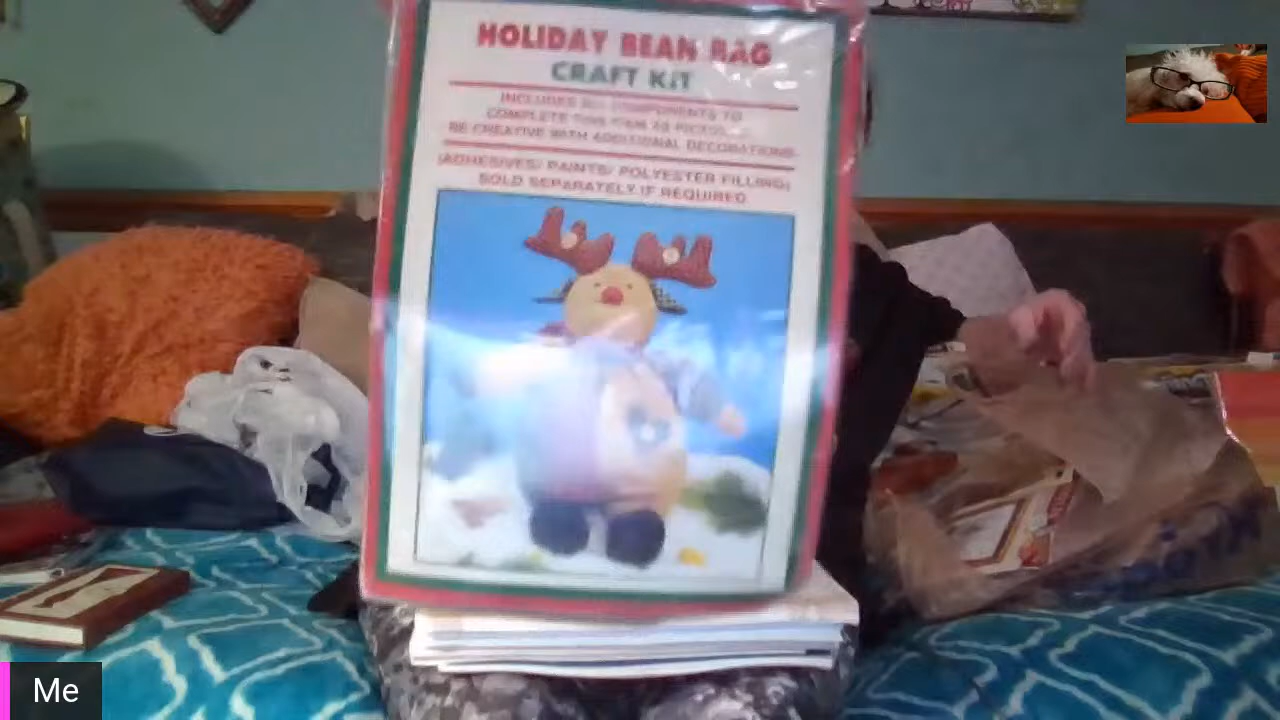 HOLIDAY BEAN BAG
CRAFT KIT
INCLUDES ALL COMPONENTS TO
COMPLETE THIS ITEM AS
BE CREATIVE WITH ADDITIONAL DECORATIONS
(ADHESIVES/ PAINTS/ POLYESTER FILLING)
SOLD SEPARATELY IF REQUIRED
Me